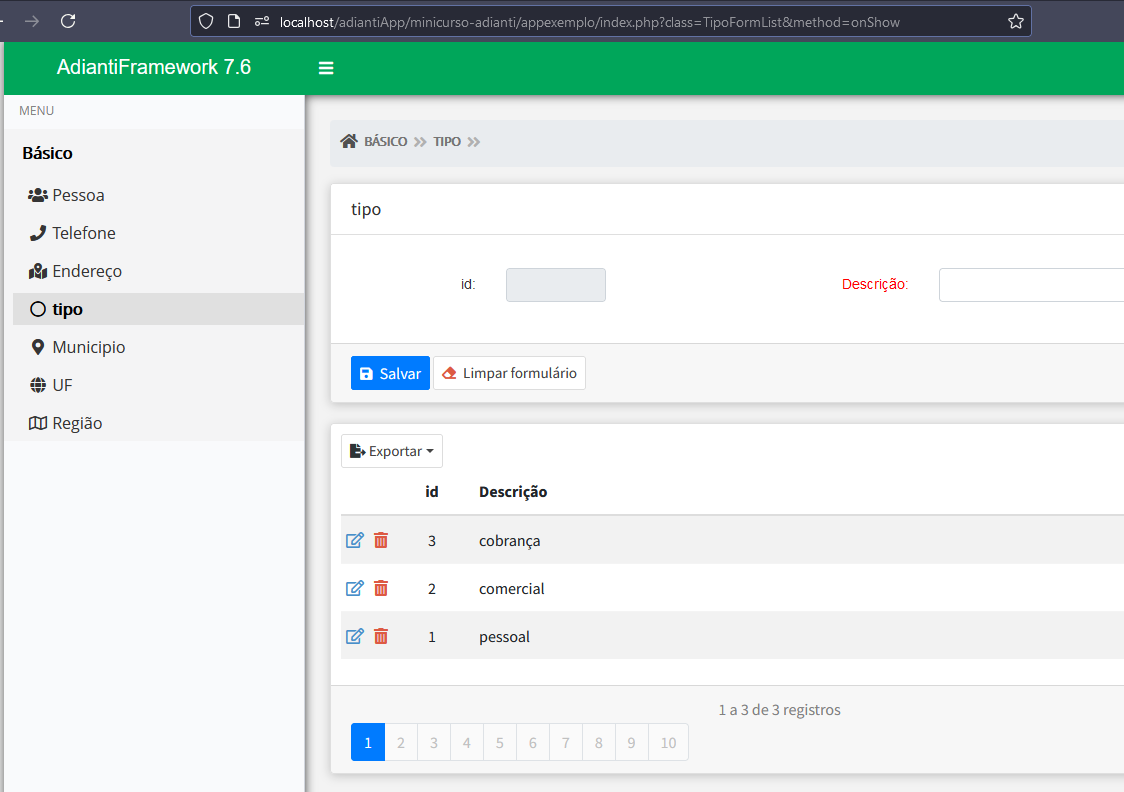 localhost/adiantiApp/minicurso-adianti/appexemplo/index.php?class=TipoFormList&method=onShow
AdiantiFramework 7.6
MENU
Básico
Pessoa
Telefone
Endereço
tipo
Municipio
UF
Região
BÁSICO TIPO
tipo
id: Descrição:
Salvar Limpar formulário
Exportar
id Descrição
3 cobrança
2 comercial
1 pessoal
1 a 3 de 3 registros
1 2 3 4 5 6 7 8 9 10